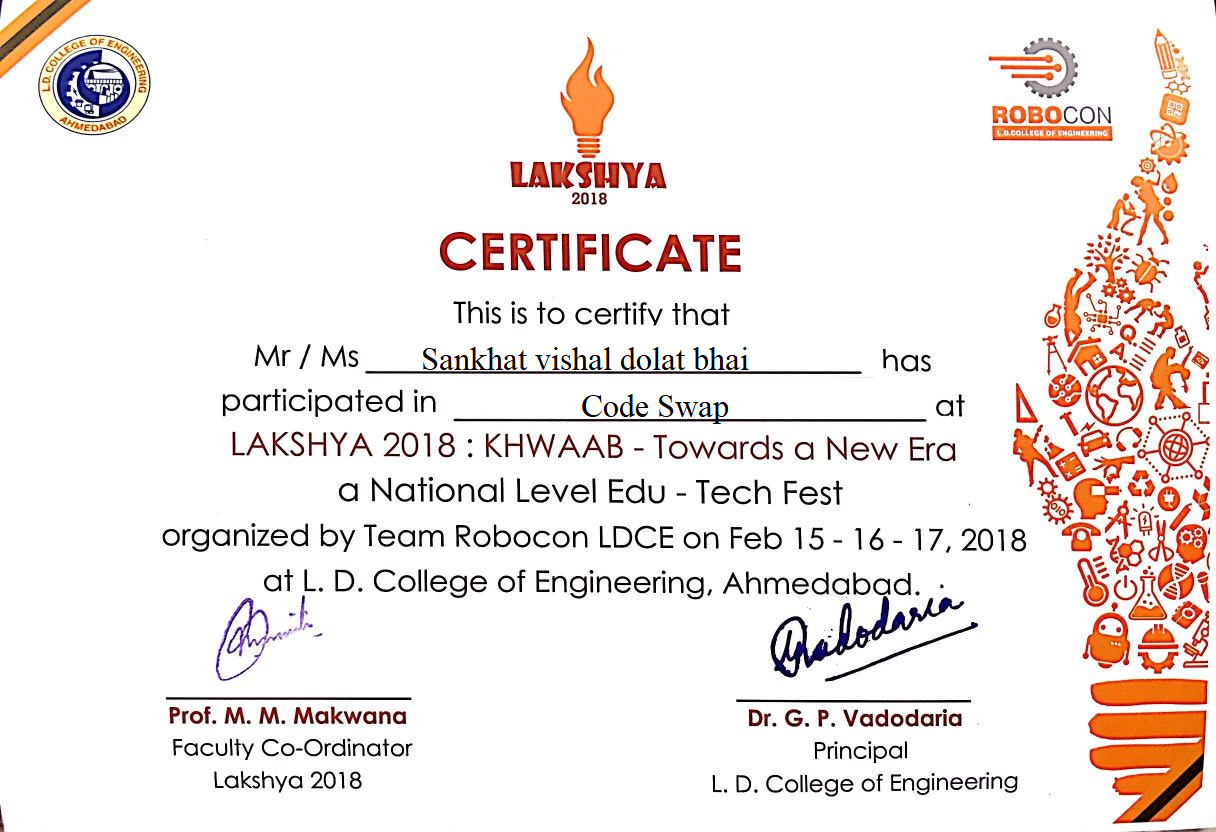 L.D. COLLEGE OF ENGINEERING
AHMEDABAD
ROBOCON
L.D.COLLEGE OF ENGINEERING
LAKSHYA
2018
CERTIFICATE
This is to certify that
Mr / Ms Sankhat vishal dolat bhai has
participated in Code Swap at
LAKSHYA 2018 : KHWAAB - Towards a New Era
a National Level Edu - Tech Fest
organized by Team Robocon LDCE on Feb 15 - 16 - 17, 2018
at L. D. College of Engineering, Ahmedabad.
Vadodaria
Prof. M. M. Makwana
Faculty Co-Ordinator
Lakshya 2018
Dr. G. P. Vadodaria
Principal
L. D. College of Engineering